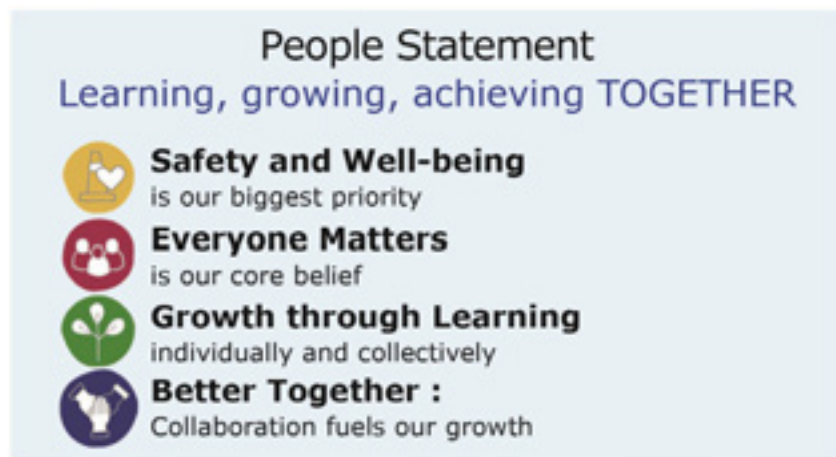 People Statement
Learning, growing, achieving TOGETHER
Safety and Well-being
is our biggest priority
Everyone Matters
is our core belief
Growth through Learning
individually and collectively
Better Together :
Collaboration fuels our growth